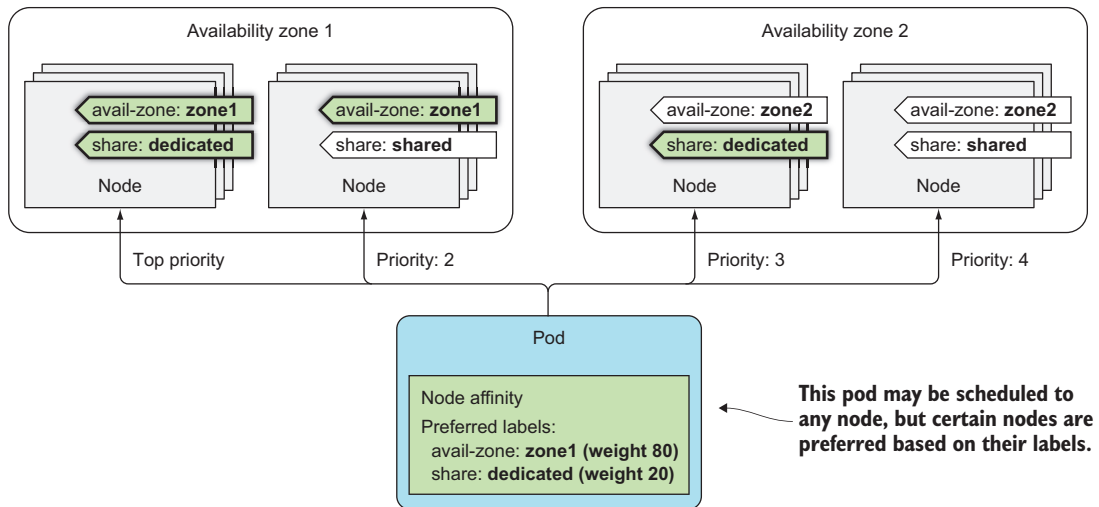 Availability zone 1
avail-zone: zone1
share: dedicated
Node
avail-zone: zone1
share: shared
Node
Availability zone 2
avail-zone: zone2
share: dedicated
Node
avail-zone: zone2
share: shared
Node
Top priority
Priority: 2
Priority: 3
Priority: 4
Pod
Node affinity
Preferred labels:
avail-zone: zone1 (weight 80)
share: dedicated (weight 20)
This pod may be scheduled to
any node, but certain nodes are
preferred based on their labels.